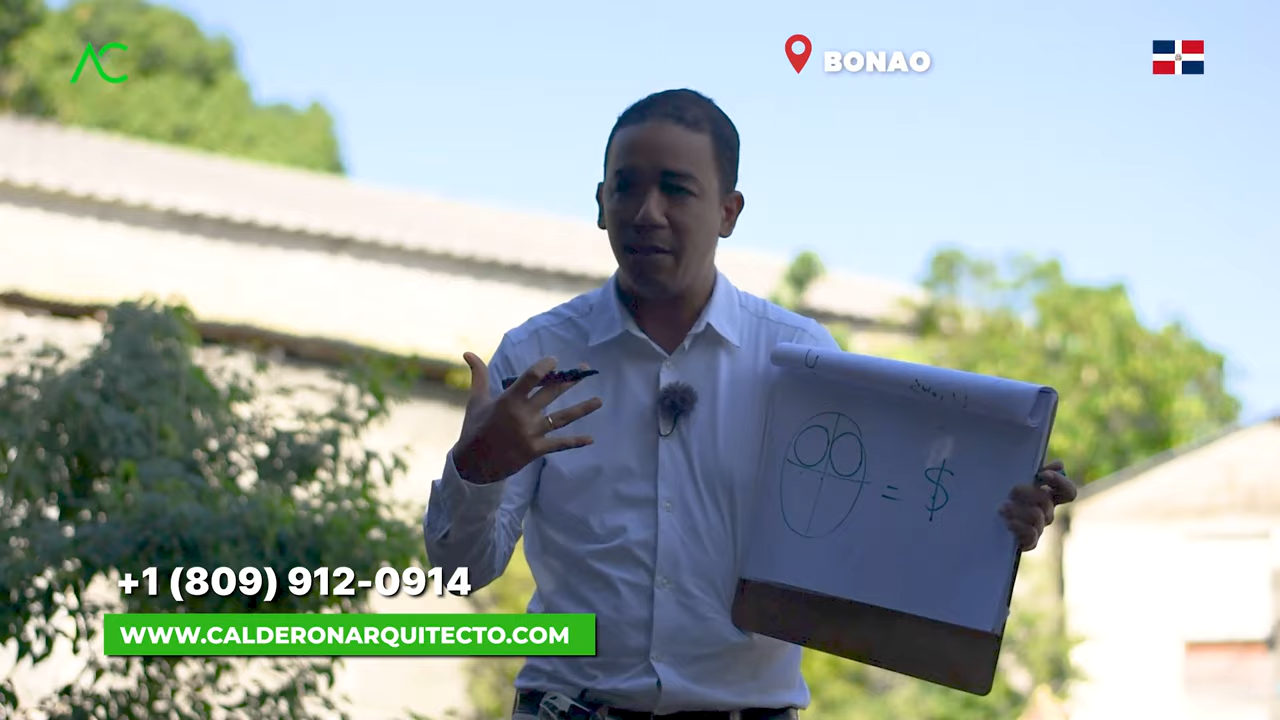 AC
BONAO
U
= $
+1 (809) 912-0914
WWW.CALDERONARQUITECTO.COM